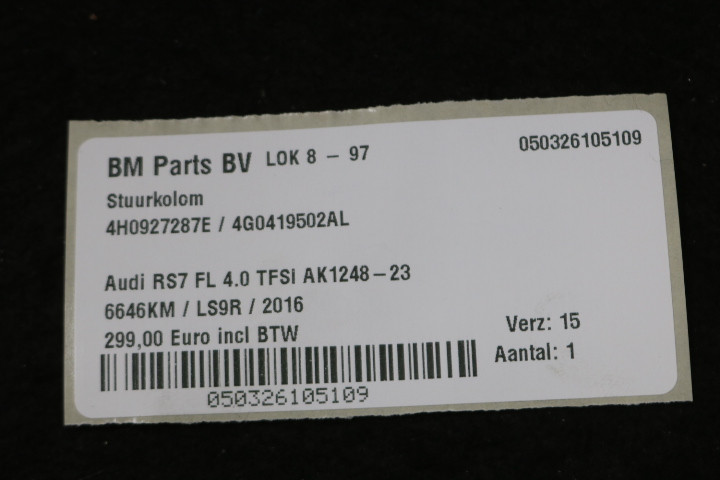 BM Parts BV LOK 8 - 97 050326105109
Stuurkolom
4H0927287E / 4G0419502AL
Audi RS7 FL 4.0 TFSI AK1248-23
6646KM / LS9R / 2016
299,00 Euro incl BTW
Verz: 15
Aantal: 1
050326105109